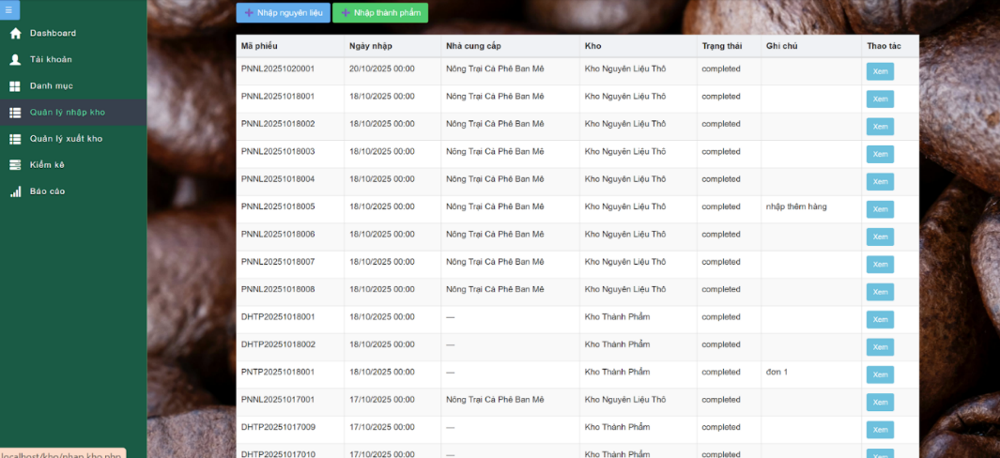 ☰
Dashboard
Tài khoản
Danh mục
Quản lý nhập kho
Quản lý xuất kho
Kiểm kê
Báo cáo
➕ Nhập nguyên liệu ➕ Nhập thành phẩm
Mã phiếu Ngày nhập Nhà cung cấp Kho Trạng thái Ghi chú Thao tác
PNNL20251020001 20/10/2025 00:00 Nông Trại Cà Phê Ban Mê Kho Nguyên Liệu Thô completed Xem
PNNL20251018001 18/10/2025 00:00 Nông Trại Cà Phê Ban Mê Kho Nguyên Liệu Thô completed Xem
PNNL20251018002 18/10/2025 00:00 Nông Trại Cà Phê Ban Mê Kho Nguyên Liệu Thô completed Xem
PNNL20251018003 18/10/2025 00:00 Nông Trại Cà Phê Ban Mê Kho Nguyên Liệu Thô completed Xem
PNNL20251018004 18/10/2025 00:00 Nông Trại Cà Phê Ban Mê Kho Nguyên Liệu Thô completed Xem
PNNL20251018005 18/10/2025 00:00 Nông Trại Cà Phê Ban Mê Kho Nguyên Liệu Thô completed nhập thêm hàng Xem
PNNL20251018006 18/10/2025 00:00 Nông Trại Cà Phê Ban Mê Kho Nguyên Liệu Thô completed Xem
PNNL20251018007 18/10/2025 00:00 Nông Trại Cà Phê Ban Mê Kho Nguyên Liệu Thô completed Xem
PNNL20251018008 18/10/2025 00:00 Nông Trại Cà Phê Ban Mê Kho Nguyên Liệu Thô completed Xem
DHTP20251018001 18/10/2025 00:00 — Kho Thành Phẩm completed Xem
DHTP20251018002 18/10/2025 00:00 — Kho Thành Phẩm completed Xem
PNTP20251018001 18/10/2025 00:00 — Kho Thành Phẩm completed đơn 1 Xem
PNNL20251017001 17/10/2025 00:00 Nông Trại Cà Phê Ban Mê Kho Nguyên Liệu Thô completed Xem
DHTP20251017009 17/10/2025 00:00 — Kho Thành Phẩm completed Xem
DHTP20251017010 17/10/2025 00:00 — Kho Thành Phẩm completed Xem
localhost/kho/nhap_kho.php